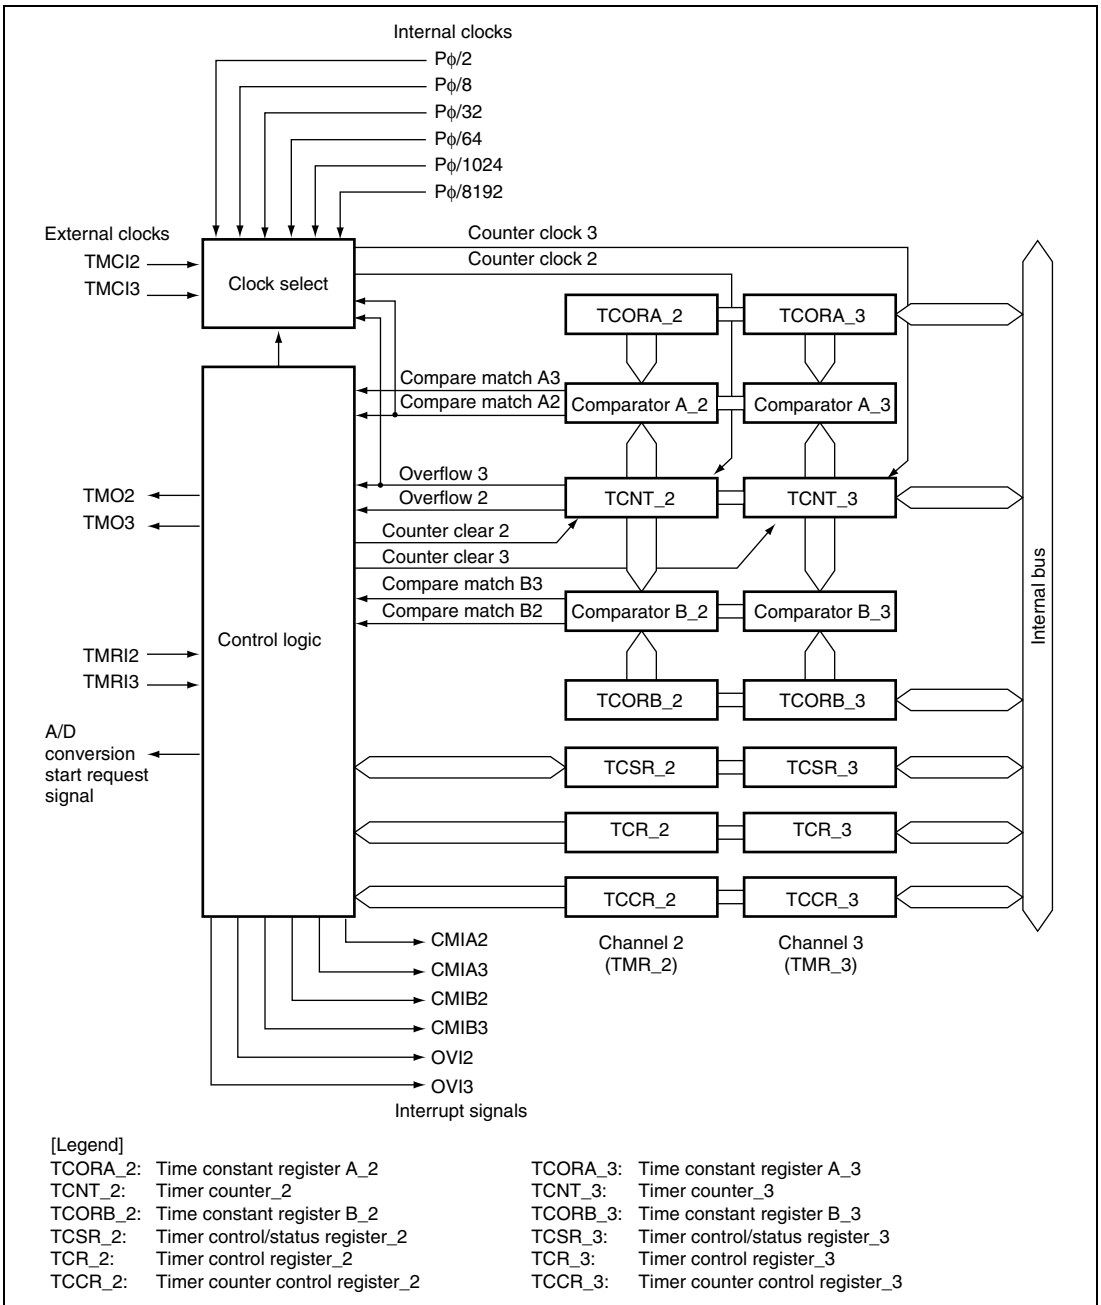 Internal clocks
Pϕ/2
Pϕ/8
Pϕ/32
Pϕ/64
Pϕ/1024
Pϕ/8192
External clocks
TMCI2
TMCI3
Clock select
Counter clock 3
Counter clock 2
TCORA_2
TCORA_3
Compare match A3
Compare match A2
Comparator A_2
Comparator A_3
TMO2
TMO3
Overflow 3
Overflow 2
TCNT_2
TCNT_3
Counter clear 2
Counter clear 3
Compare match B3
Compare match B2
Comparator B_2
Comparator B_3
Internal bus
Control logic
TMRI2
TMRI3
TCORB_2
TCORB_3
A/D
conversion
start request
signal
TCSR_2
TCSR_3
TCR_2
TCR_3
TCCR_2
TCCR_3
Channel 2
(TMR_2)
Channel 3
(TMR_3)
CMIA2
CMIA3
CMIB2
CMIB3
OVI2
OVI3
Interrupt signals
[Legend]
TCORA_2: Time constant register A_2
TCNT_2: Timer counter_2
TCORB_2: Time constant register B_2
TCSR_2: Timer control/status register_2
TCR_2: Timer control register_2
TCCR_2: Timer counter control register_2
TCORA_3: Time constant register A_3
TCNT_3: Timer counter_3
TCORB_3: Time constant register B_3
TCSR_3: Timer control/status register_3
TCR_3: Timer control register_3
TCCR_3: Timer counter control register_3